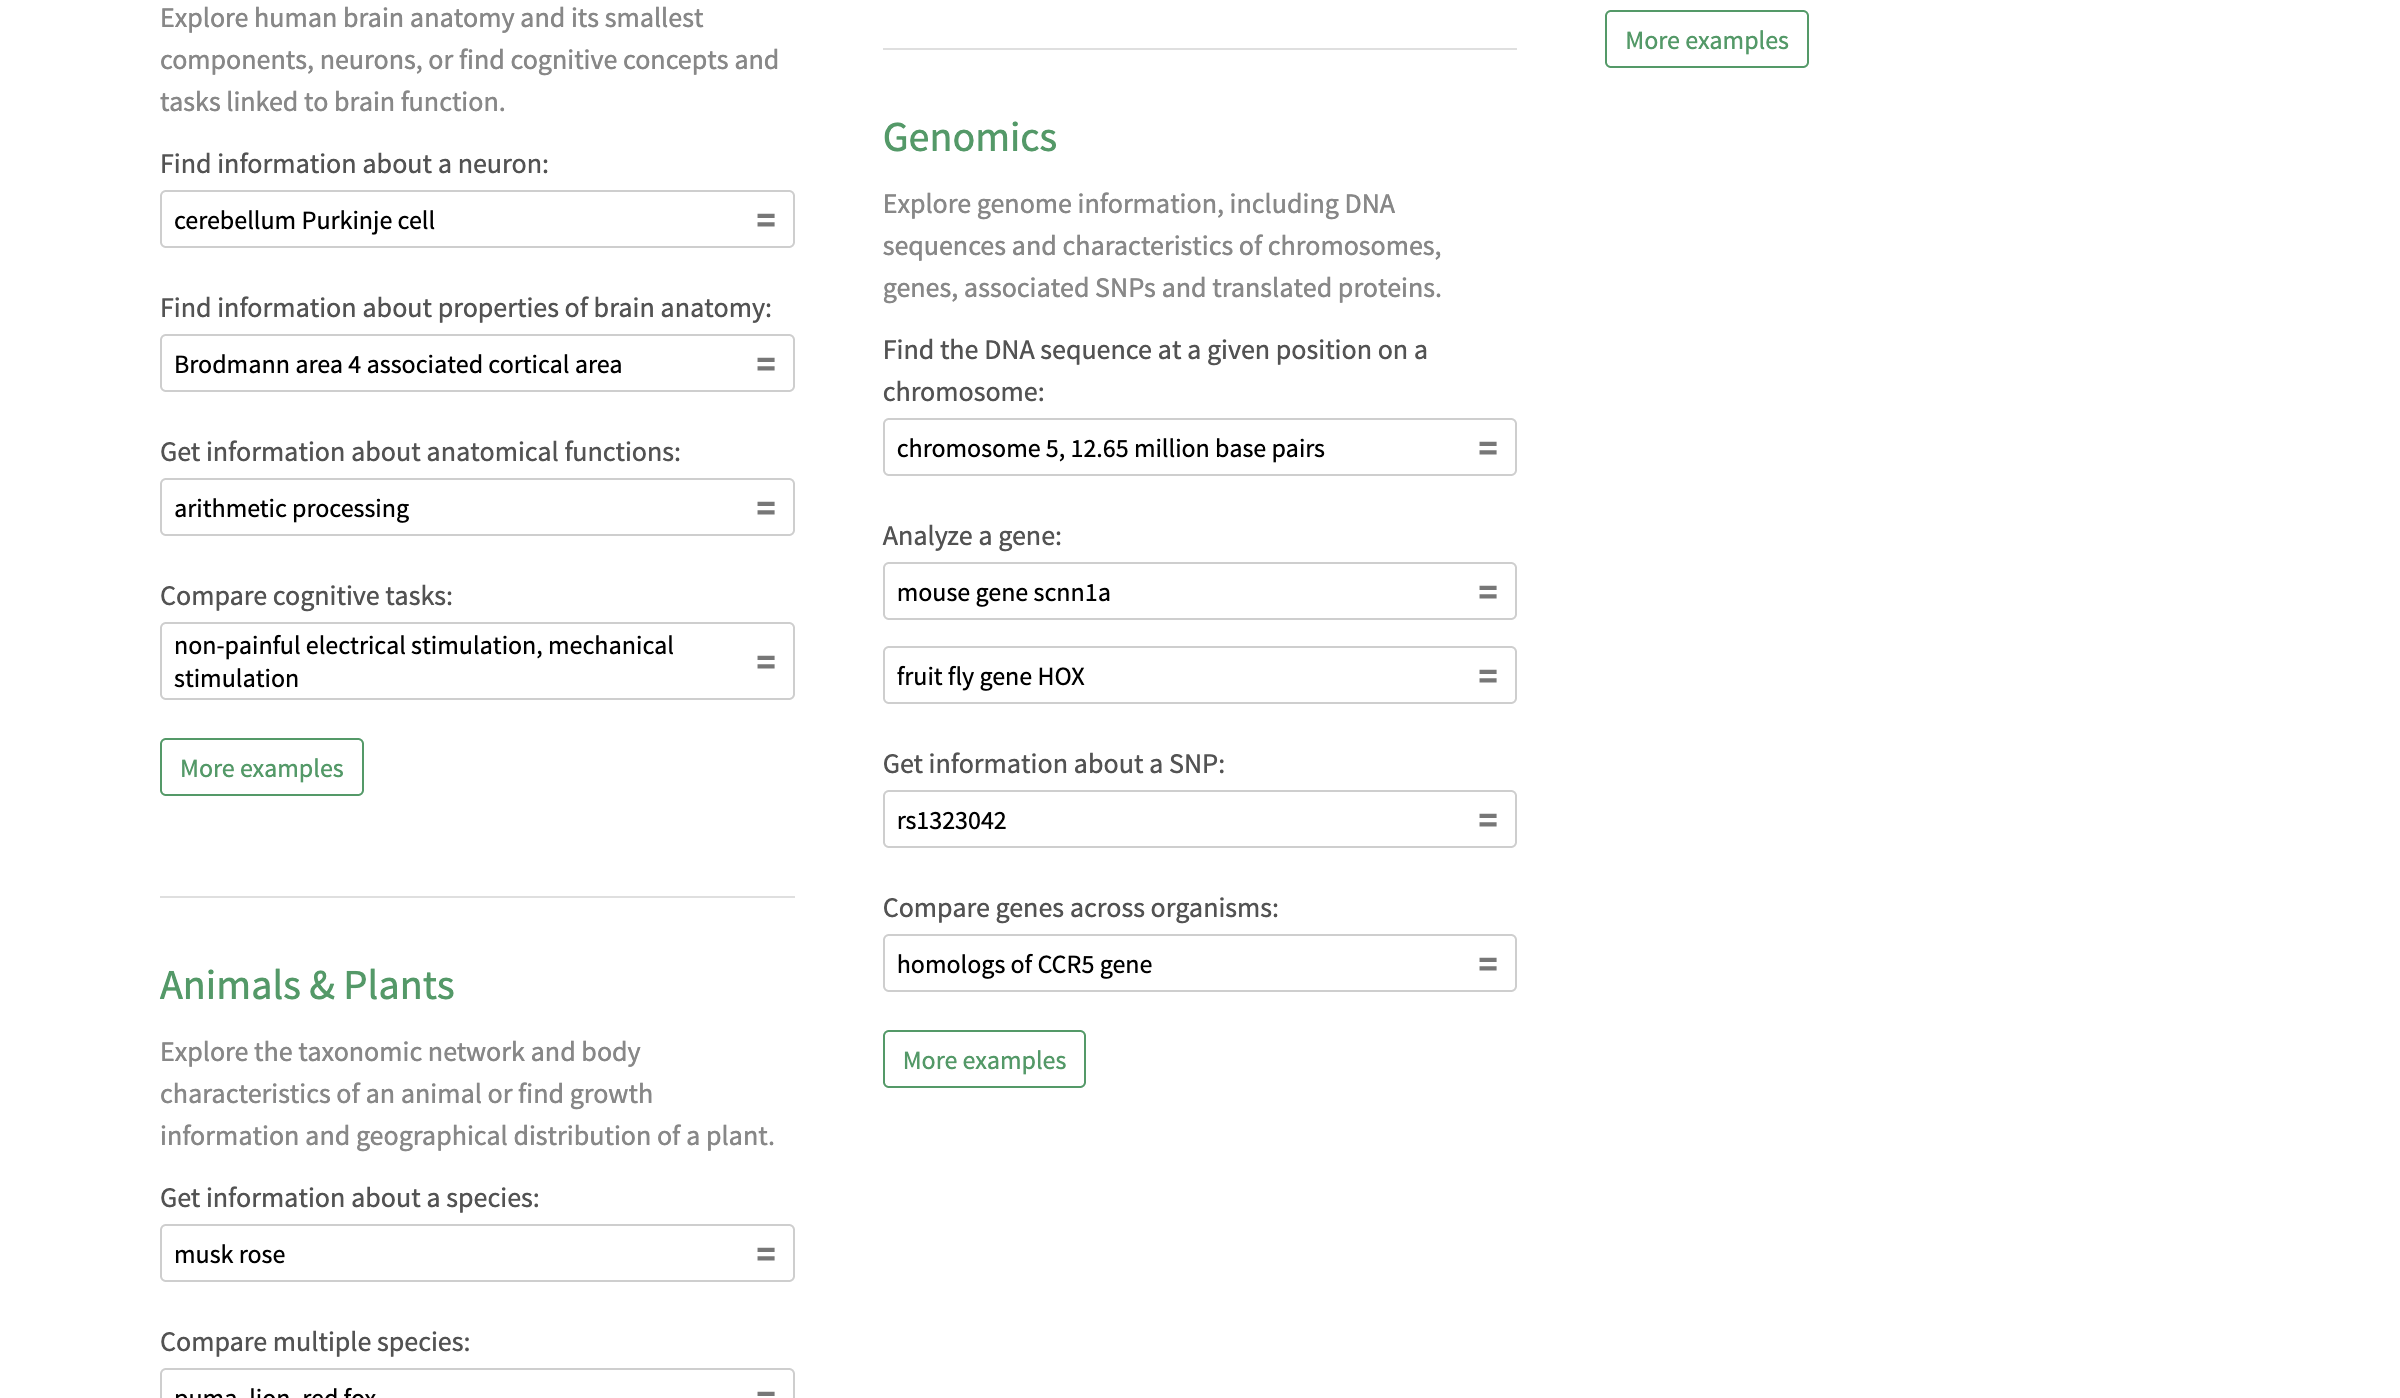 Explore human brain anatomy and its smallest
components, neurons, or find cognitive concepts and
tasks linked to brain function.
Find information about a neuron:
cerebellum Purkinje cell
Find information about properties of brain anatomy:
Brodmann area 4 associated cortical area
Get information about anatomical functions:
arithmetic processing
Compare cognitive tasks:
non-painful electrical stimulation, mechanical
stimulation
More examples
Animals & Plants
Explore the taxonomic network and body
characteristics of an animal or find growth
information and geographical distribution of a plant.
Get information about a species:
musk rose
Compare multiple species:
puma, lion, red fox
Genomics
Explore genome information, including DNA
sequences and characteristics of chromosomes,
genes, associated SNPs and translated proteins.
Find the DNA sequence at a given position on a
chromosome:
chromosome 5, 12.65 million base pairs
Analyze a gene:
mouse gene scnn1a
fruit fly gene HOX
Get information about a SNP:
rs1323042
Compare genes across organisms:
homologs of CCR5 gene
More examples
More examples